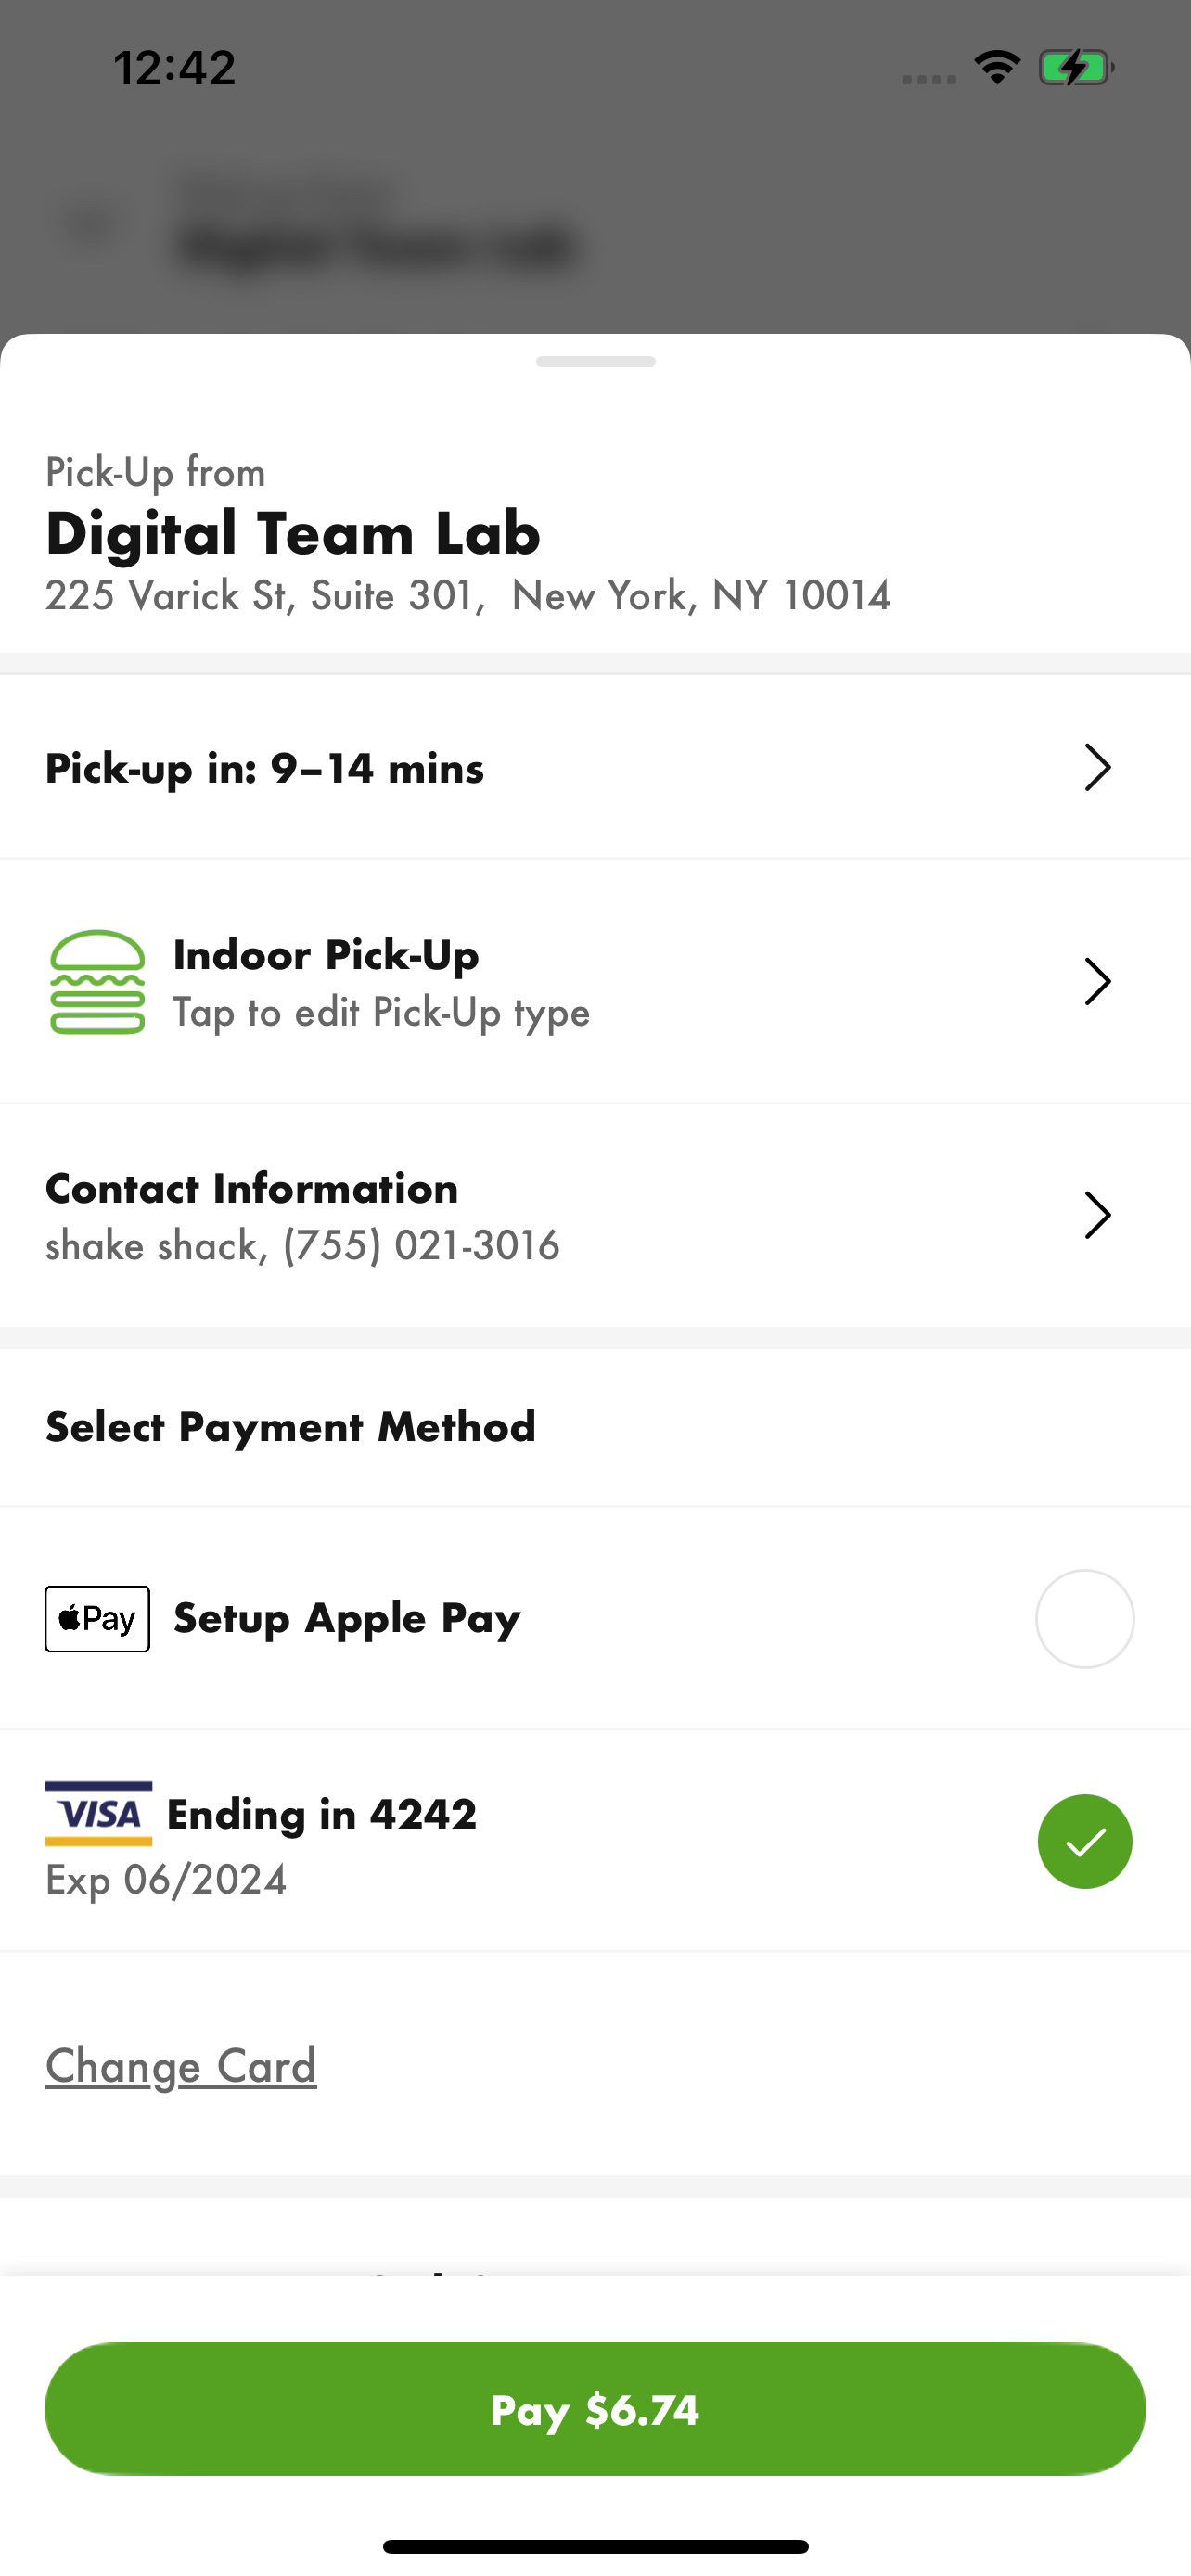 12:42
Pick-Up from
Digital Team Lab
225 Varick St, Suite 301, New York, NY 10014
Pick-up in: 9–14 mins
Indoor Pick-Up
Tap to edit Pick-Up type
Contact Information
shake shack, (755) 021-3016
Select Payment Method
Pay Setup Apple Pay
VISA Ending in 4242
Exp 06/2024
Change Card
Pay $6.74